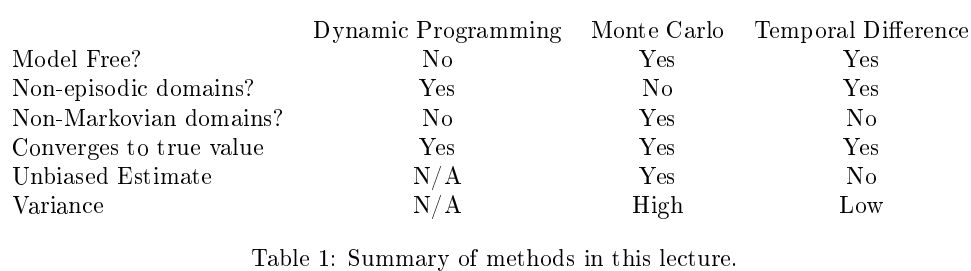 Dynamic Programming Monte Carlo Temporal Difference
Model Free? No Yes Yes
Non-episodic domains? Yes No Yes
Non-Markovian domains? No Yes No
Converges to true value Yes Yes Yes
Unbiased Estimate N/A Yes No
Variance N/A High Low
Table 1: Summary of methods in this lecture.